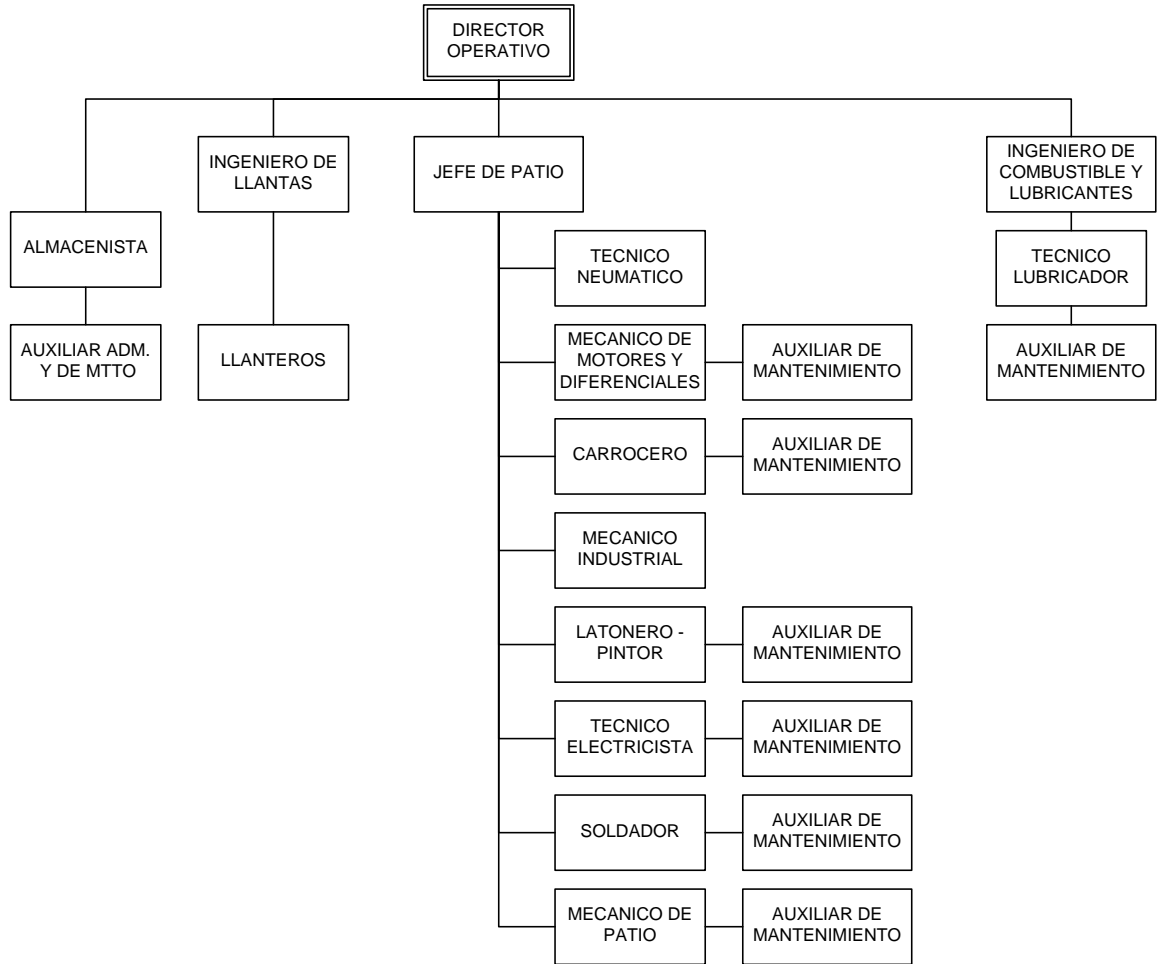 DIRECTOR
OPERATIVO
INGENIERO DE
LLANTAS
JEFE DE PATIO
INGENIERO DE
COMBUSTIBLE Y
LUBRICANTES
ALMACENISTA
TECNICO
NEUMATICO
TECNICO
LUBRICADOR
AUXILIAR ADM.
Y DE MTTO
LLANTEROS
MECANICO DE
MOTORES Y
DIFERENCIALES
AUXILIAR DE
MANTENIMIENTO
AUXILIAR DE
MANTENIMIENTO
CARROCERO
AUXILIAR DE
MANTENIMIENTO
MECANICO
INDUSTRIAL
LATONERO -
PINTOR
AUXILIAR DE
MANTENIMIENTO
TECNICO
ELECTRICISTA
AUXILIAR DE
MANTENIMIENTO
SOLDADOR
AUXILIAR DE
MANTENIMIENTO
MECANICO DE
PATIO
AUXILIAR DE
MANTENIMIENTO